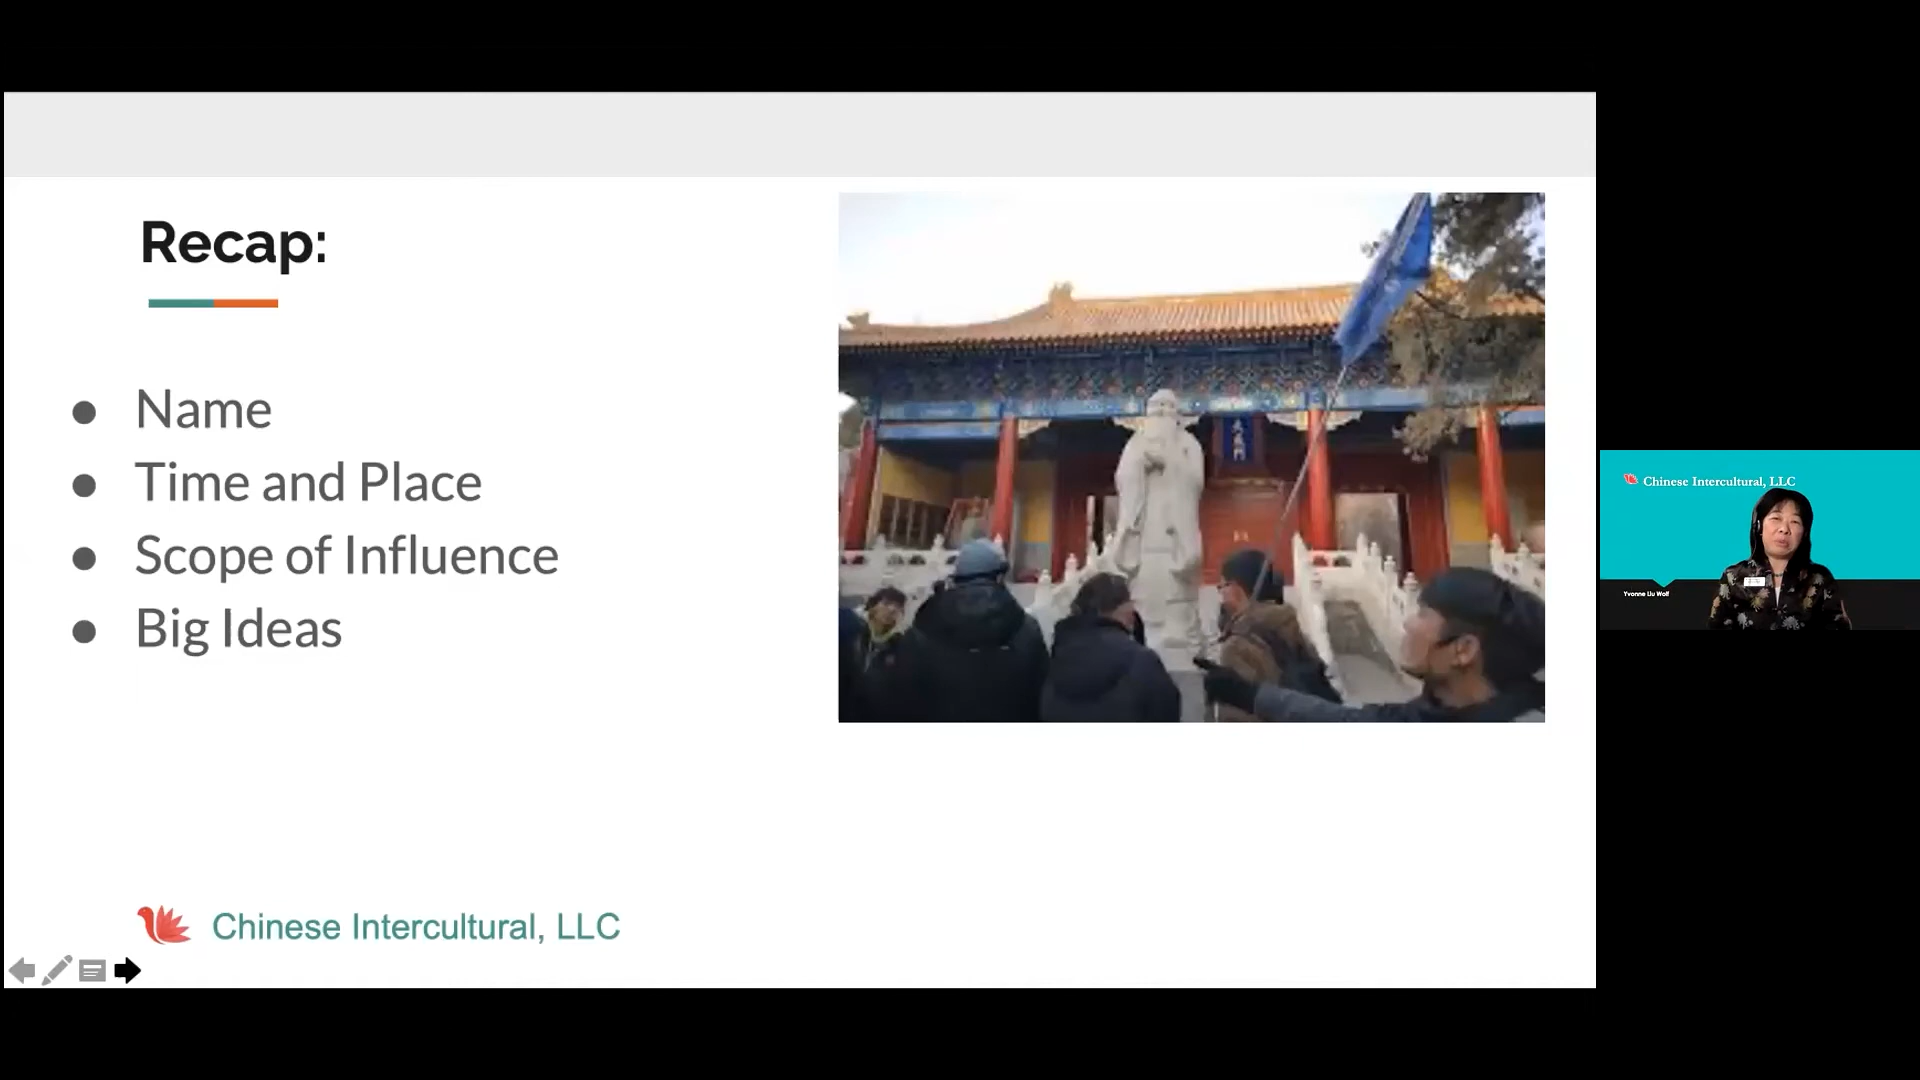 Recap:
Name
Time and Place
Scope of Influence
Big Ideas
Chinese Intercultural, LLC
Chinese Intercultural, LLC
Yvonne Liu Wolf